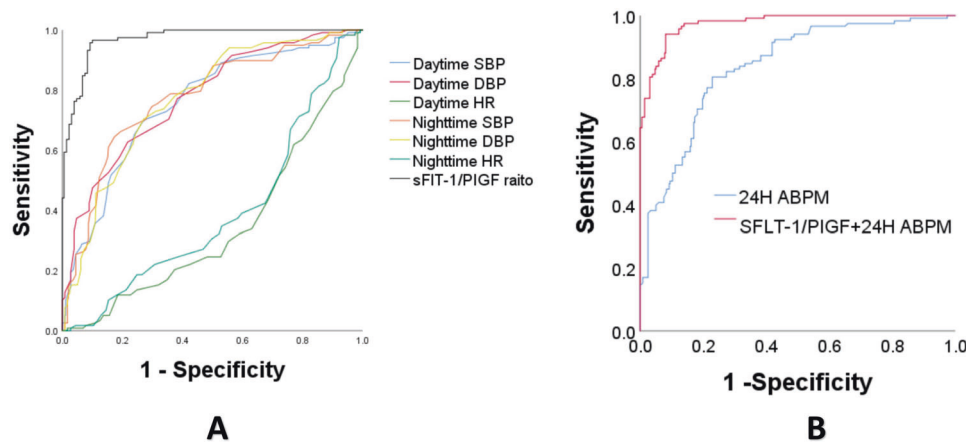 1.0
0.8
0.6
0.4
0.2
0.0
Sensitivity
0.0 0.2 0.4 0.6 0.8 1.0
1 - Specificity
Daytime SBP
Daytime DBP
Daytime HR
Nighttime SBP
Nighttime DBP
Nighttime HR
sFIT-1/PIGF raito
A
1.0
0.8
0.6
0.4
0.2
0.0
Sensitivity
0.0 0.2 0.4 0.6 0.8 1.0
1 -Specificity
24H ABPM
SFLT-1/PIGF+24H ABPM
B